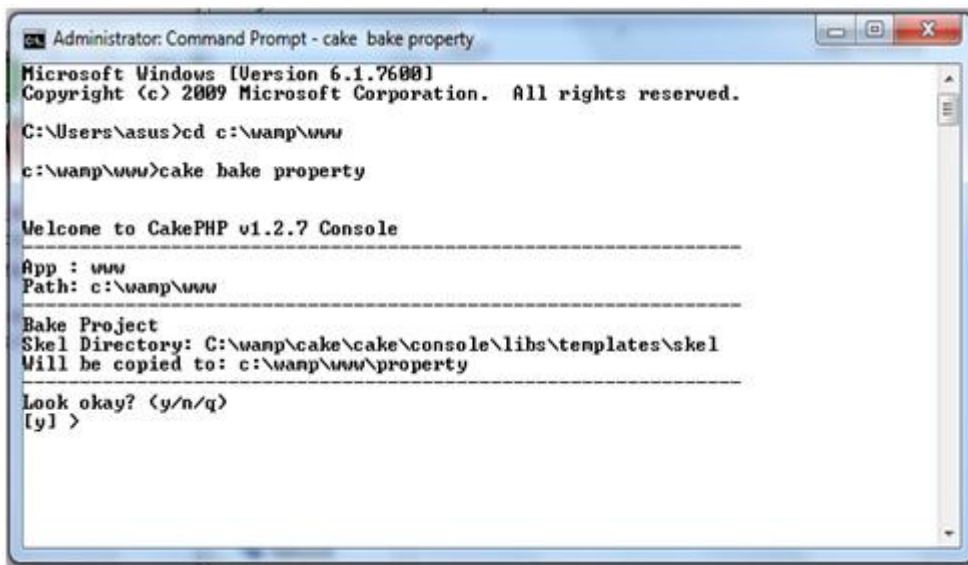 Administrator: Command Prompt - cake bake property
Microsoft Windows [Version 6.1.7600]
Copyright (c) 2009 Microsoft Corporation. All rights reserved.
C:\Users\asus>cd c:\wamp\www
c:\wamp\www>cake bake property
Welcome to CakePHP v1.2.7 Console
---------------------------------------------------------------
App : www
Path: c:\wamp\www
---------------------------------------------------------------
Bake Project
Skel Directory: C:\wamp\cake\cake\console\libs\templates\skel
Will be copied to: c:\wamp\www\property
---------------------------------------------------------------
Look okay? (y/n/q)
[y] >